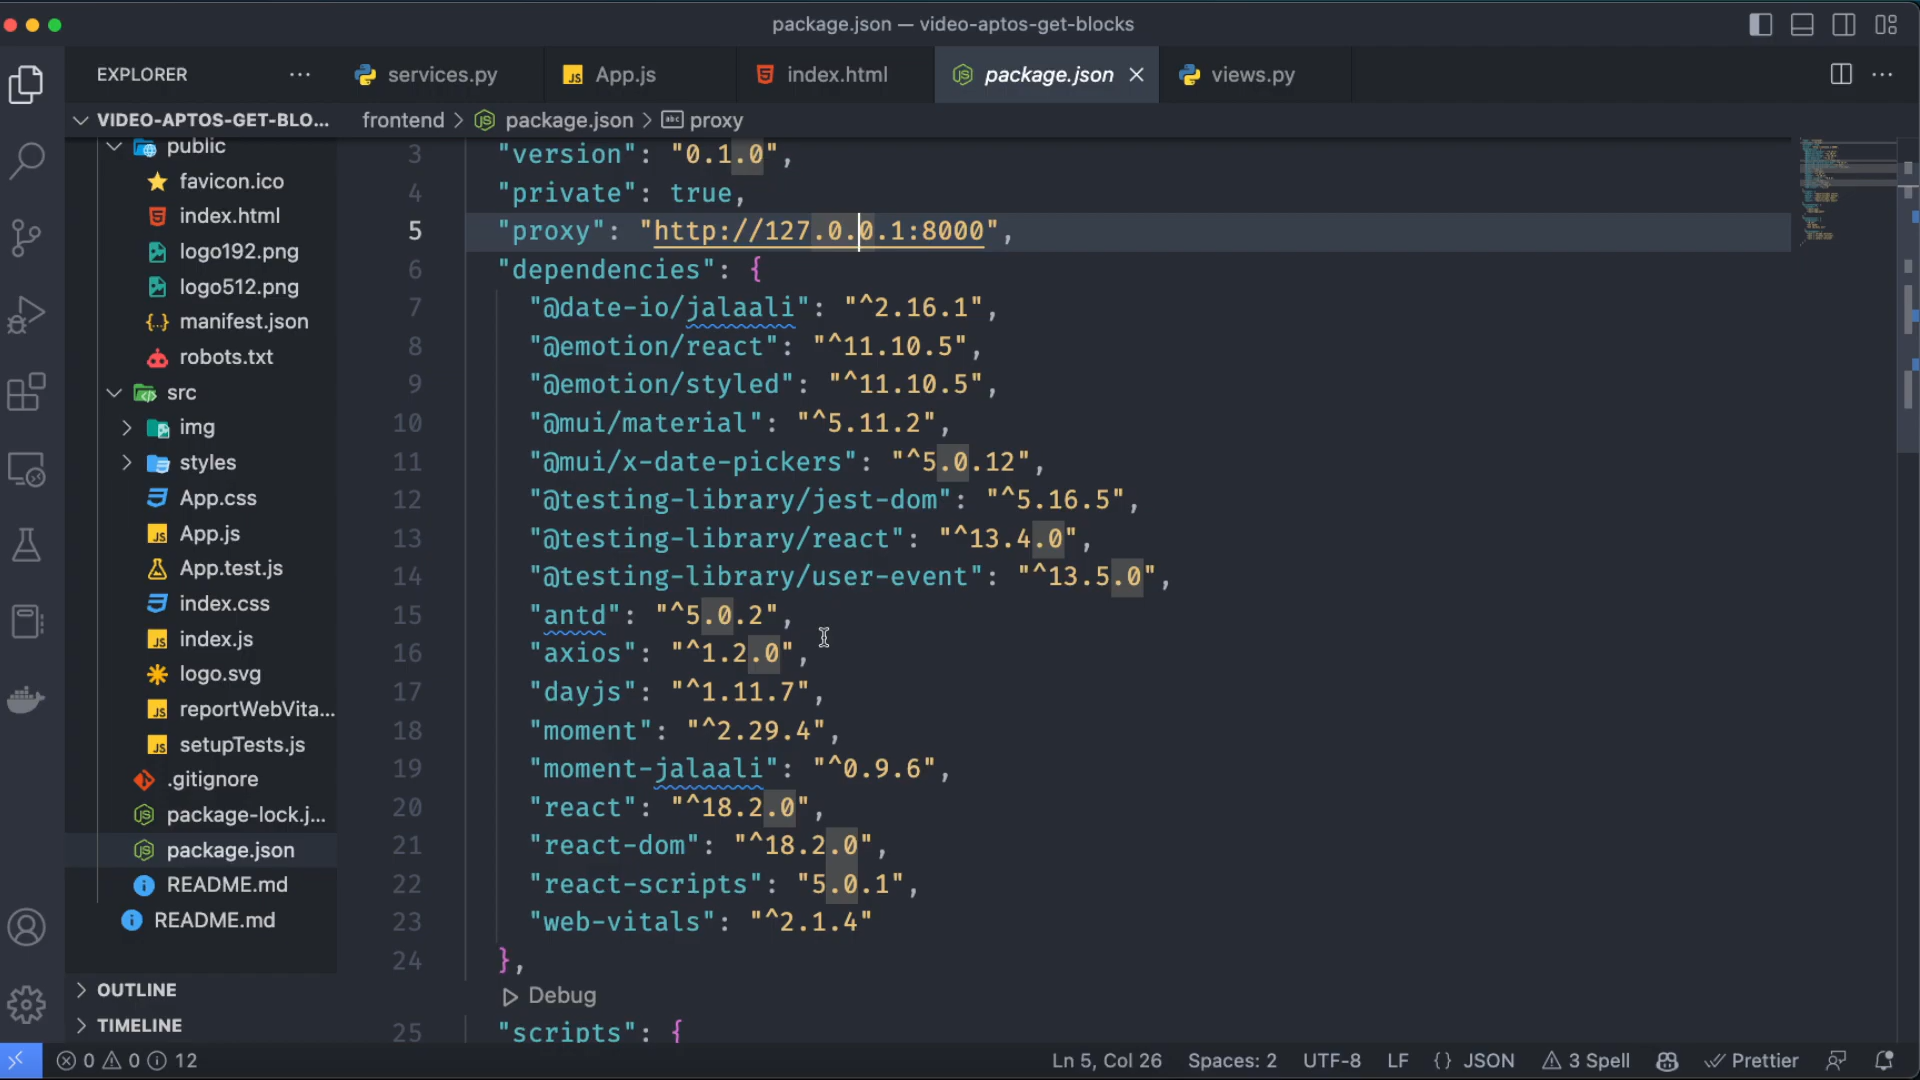 package.json — video-aptos-get-blocks
EXPLORER
services.py
App.js
index.html
package.json
views.py
VIDEO-APTOS-GET-BLO...
frontend > package.json > proxy
public
favicon.ico
index.html
logo192.png
logo512.png
manifest.json
robots.txt
src
img
styles
App.css
App.js
App.test.js
index.css
index.js
logo.svg
reportWebVita...
setupTests.js
.gitignore
package-lock.j...
package.json
README.md
README.md
OUTLINE
TIMELINE
3 "version": "0.1.0",
4 "private": true,
5 "proxy": "http://127.0.0.1:8000",
6 "dependencies": {
7 "@date-io/jalaali": "^2.16.1",
8 "@emotion/react": "^11.10.5",
9 "@emotion/styled": "^11.10.5",
10 "@mui/material": "^5.11.2",
11 "@mui/x-date-pickers": "^5.0.12",
12 "@testing-library/jest-dom": "^5.16.5",
13 "@testing-library/react": "^13.4.0",
14 "@testing-library/user-event": "^13.5.0",
15 "antd": "^5.0.2",
16 "axios": "^1.2.0",
17 "dayjs": "^1.11.7",
18 "moment": "^2.29.4",
19 "moment-jalaali": "^0.9.6",
20 "react": "^18.2.0",
21 "react-dom": "^18.2.0",
22 "react-scripts": "5.0.1",
23 "web-vitals": "^2.1.4"
24 },
Debug
25 "scripts": {
0 0 12
Ln 5, Col 26 Spaces: 2 UTF-8 LF {} JSON 3 Spell Prettier